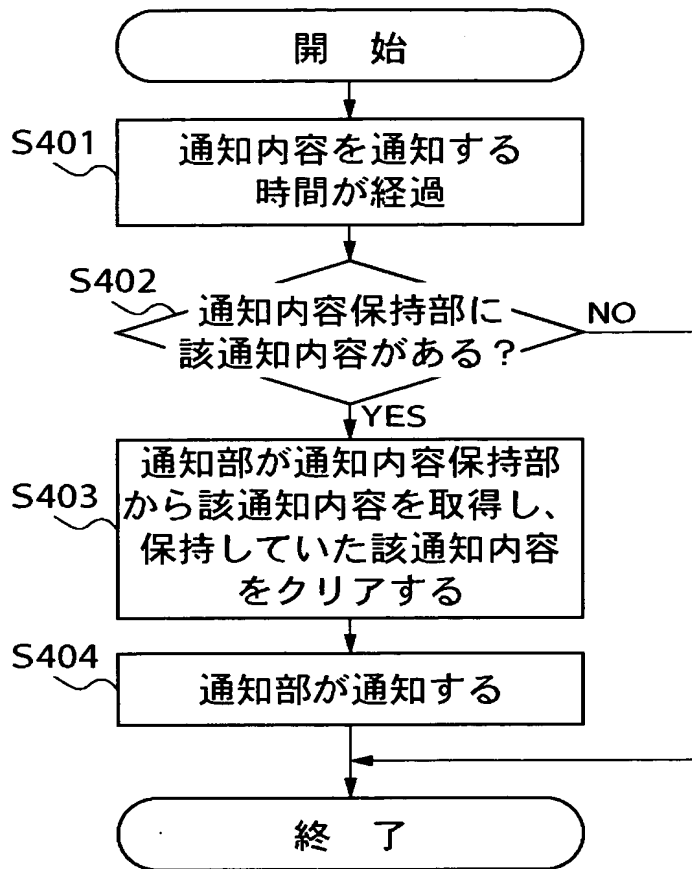 開 始
S401
通知内容を通知する
時間が経過
S402
通知内容保持部に
該通知内容がある？
NO
YES
S403
通知部が通知内容保持部
から該通知内容を取得し、
保持していた該通知内容
をクリアする
S404
通知部が通知する
終 了